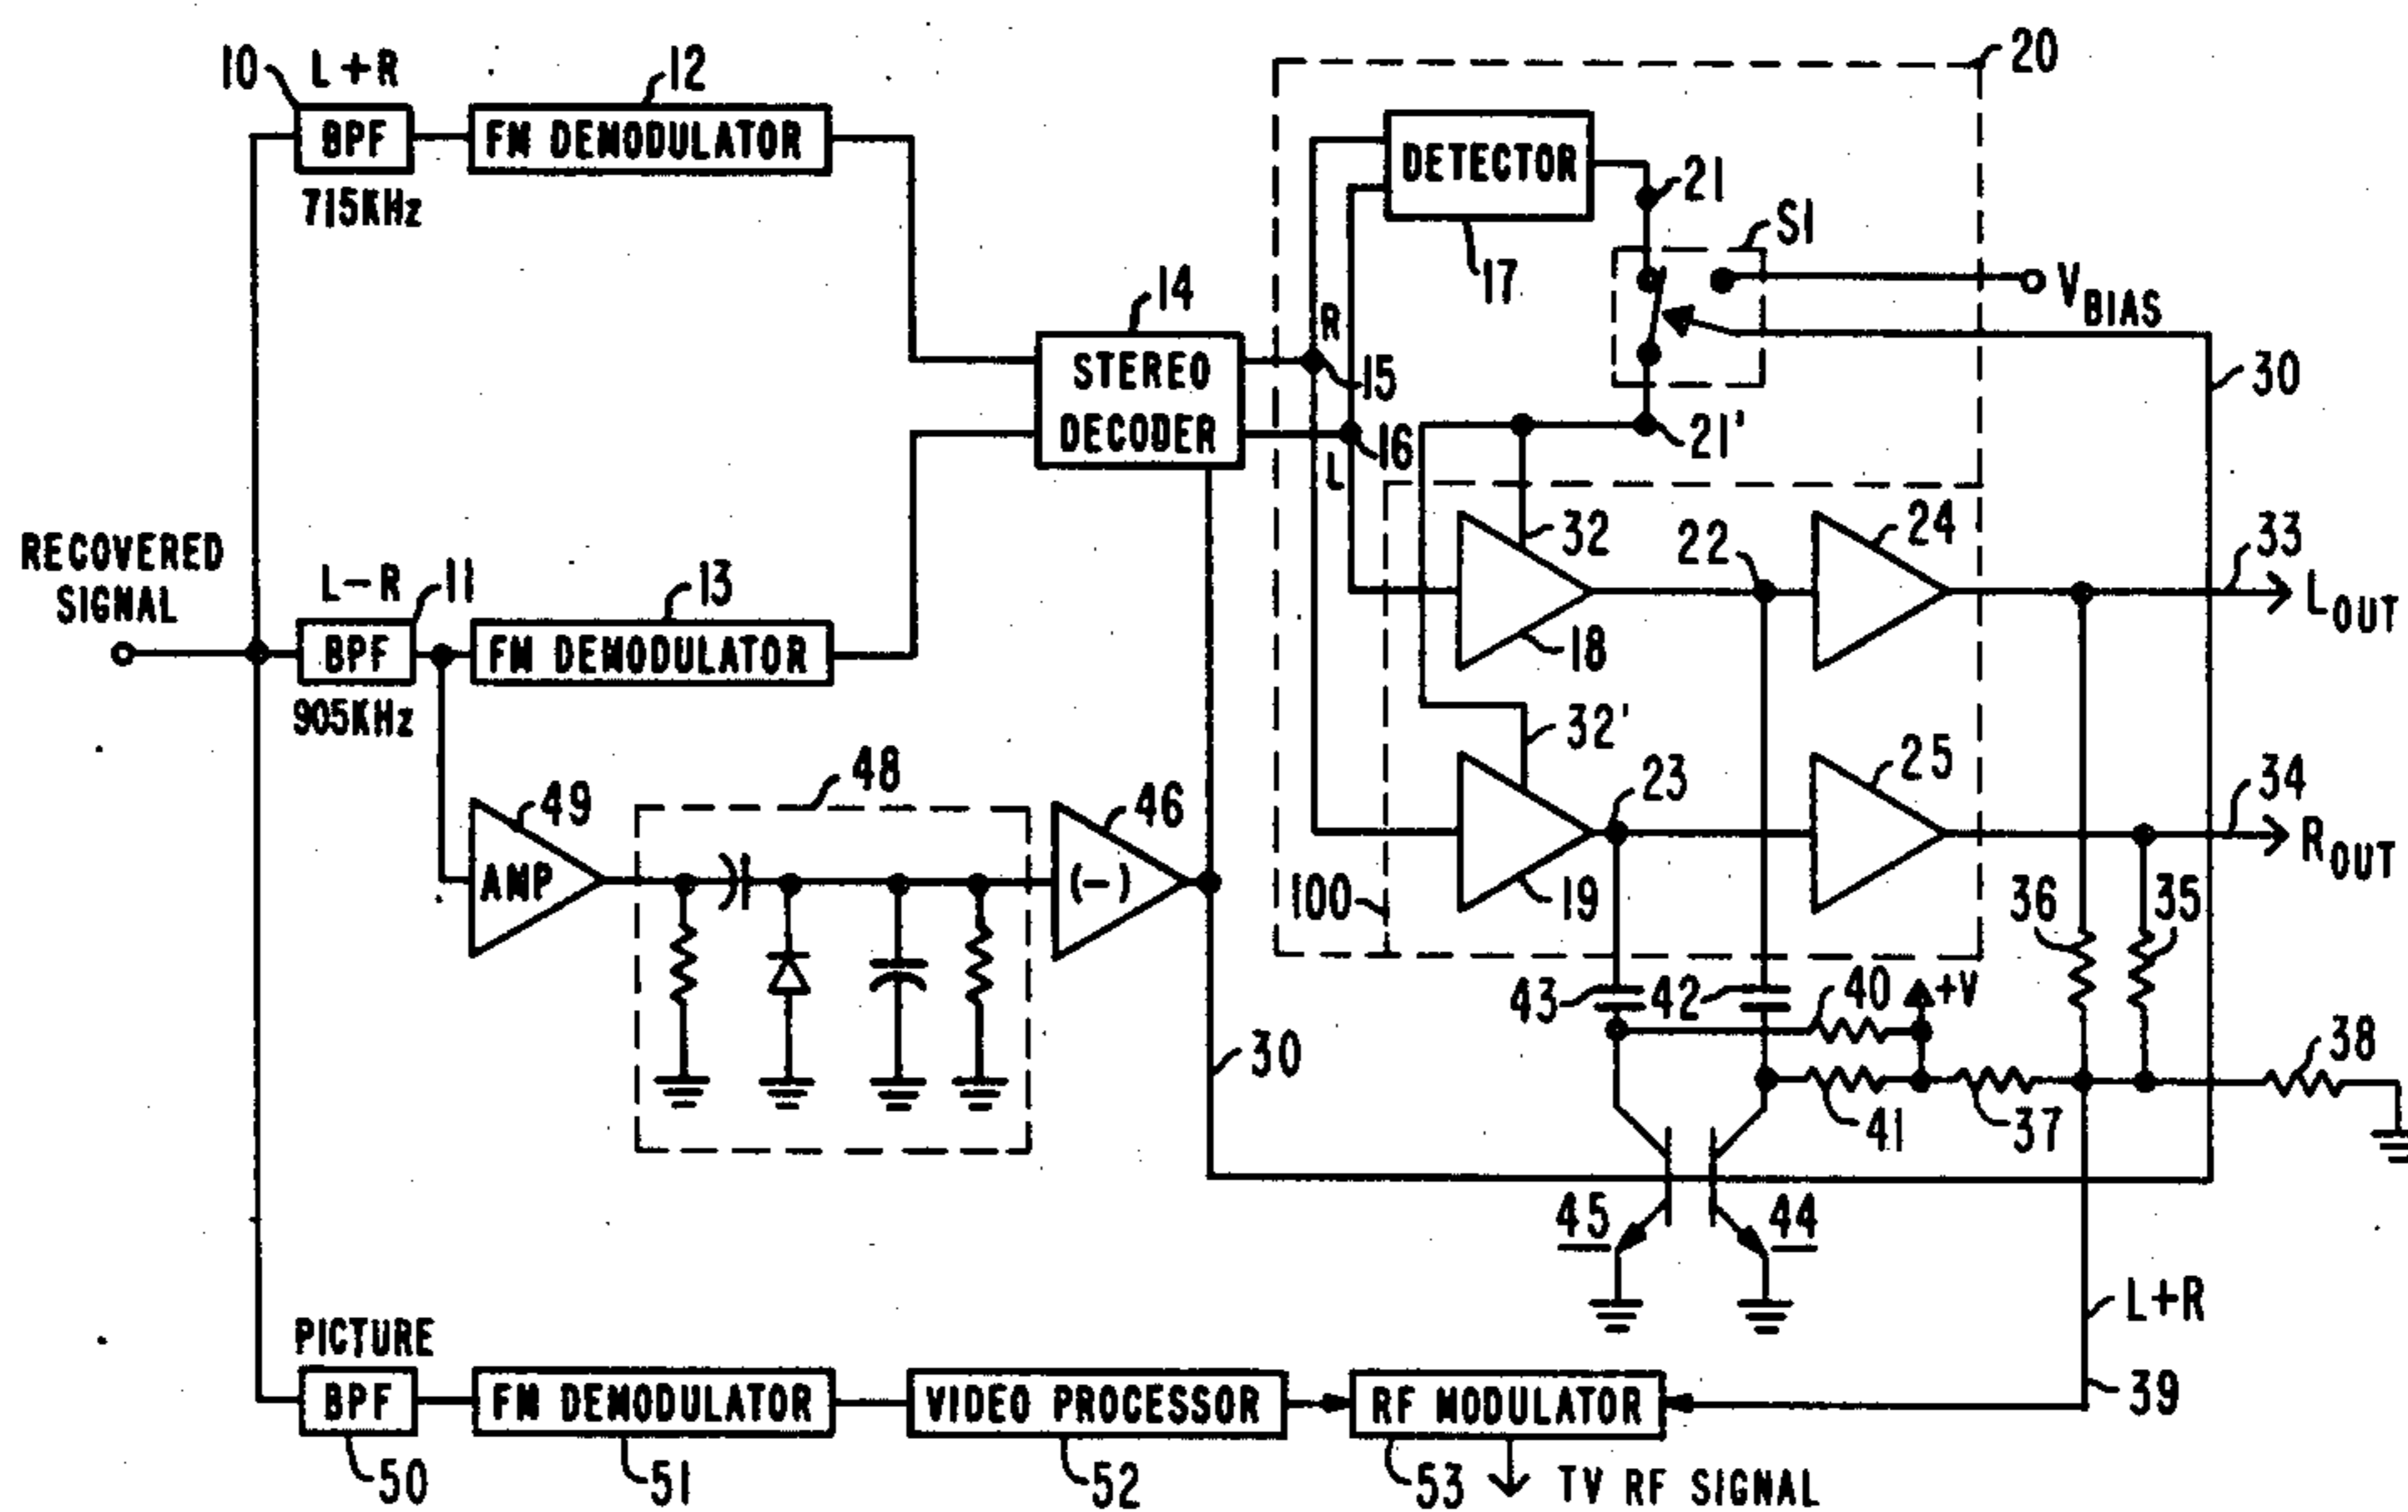 10 L+R 12
BPF FM DEMODULATOR
715KHz
20
DETECTOR
21
17
S1
VBIAS
30
14
STEREO
DECODER
R
15
16
L
21'
RECOVERED
SIGNAL
L-R 11 13
BPF FM DEMODULATOR
905KHz
32
18
22
24
33
LOUT
32'
19
23
25
34
ROUT
100
49
AMP
48
46
(-)
36
35
43
42
40
+V
38
41
37
30
45
44
L+R
39
PICTURE
BPF FM DEMODULATOR VIDEO PROCESSOR RF MODULATOR
50 51 52 53 TV RF SIGNAL